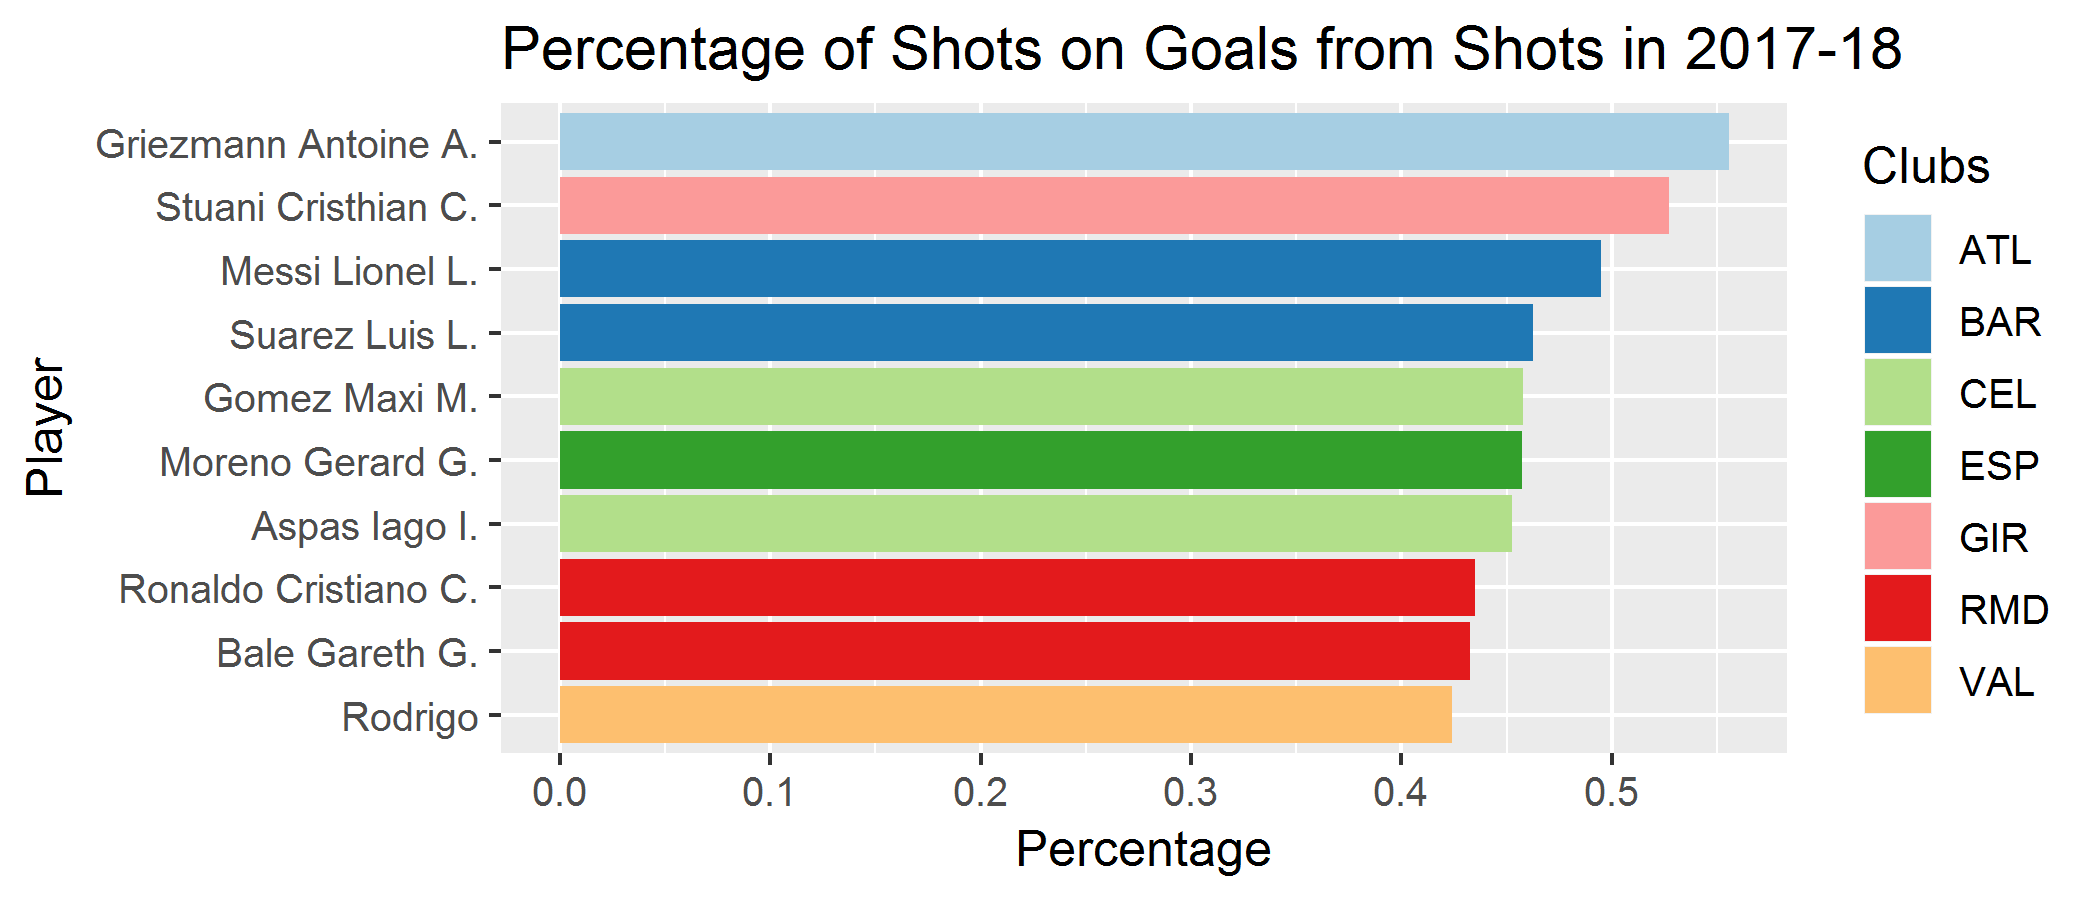 Percentage of Shots on Goals from Shots in 2017-18
Player
Griezmann Antoine A.
Stuani Cristhian C.
Messi Lionel L.
Suarez Luis L.
Gomez Maxi M.
Moreno Gerard G.
Aspas Iago I.
Ronaldo Cristiano C.
Bale Gareth G.
Rodrigo
0.0 0.1 0.2 0.3 0.4 0.5
Percentage
Clubs
ATL
BAR
CEL
ESP
GIR
RMD
VAL